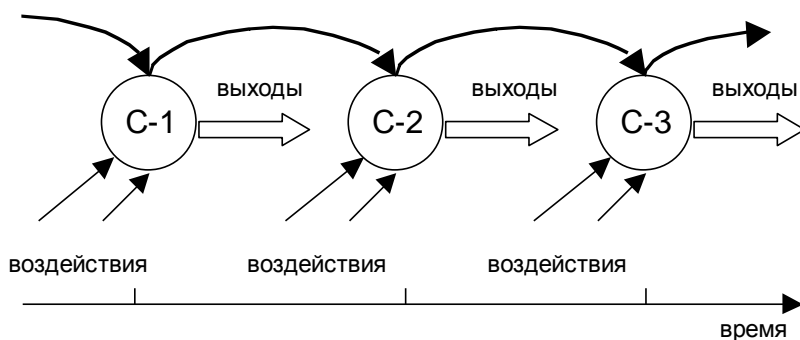 выходы выходы выходы
С-1 С-2 С-3
воздействия воздействия воздействия
время